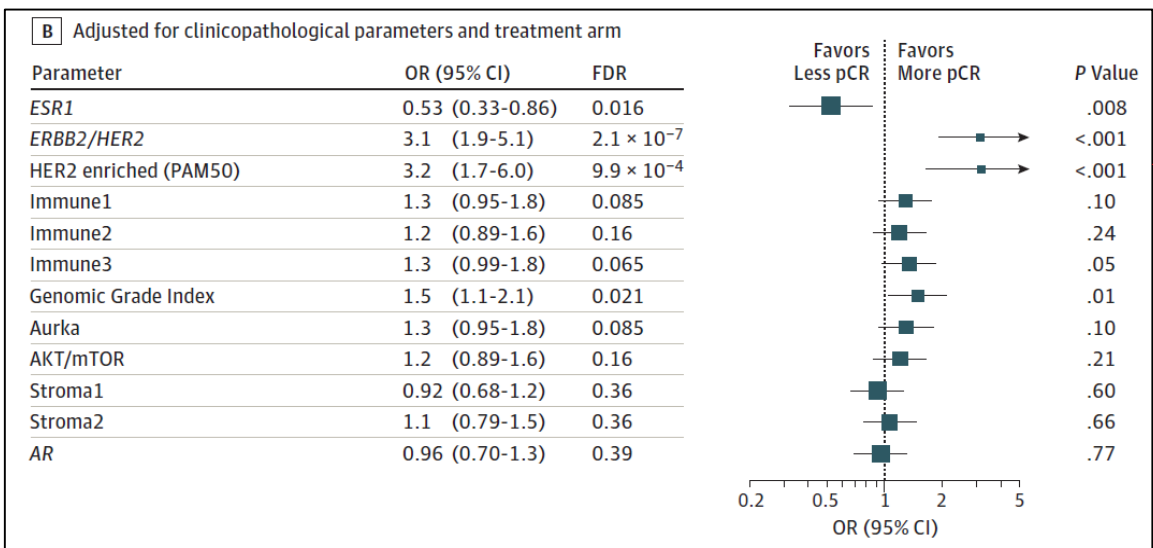 B Adjusted for clinicopathological parameters and treatment arm
Favors Less pCR Favors More pCR
Parameter OR (95% CI) FDR P Value
ESR1 0.53 (0.33-0.86) 0.016 .008
ERBB2/HER2 3.1 (1.9-5.1) 2.1 × 10⁻⁷ <.001
HER2 enriched (PAM50) 3.2 (1.7-6.0) 9.9 × 10⁻⁴ <.001
Immune1 1.3 (0.95-1.8) 0.085 .10
Immune2 1.2 (0.89-1.6) 0.16 .24
Immune3 1.3 (0.99-1.8) 0.065 .05
Genomic Grade Index 1.5 (1.1-2.1) 0.021 .01
Aurka 1.3 (0.95-1.8) 0.085 .10
AKT/mTOR 1.2 (0.89-1.6) 0.16 .21
Stroma1 0.92 (0.68-1.2) 0.36 .60
Stroma2 1.1 (0.79-1.5) 0.36 .66
AR 0.96 (0.70-1.3) 0.39 .77
0.2 0.5 1 2 5
OR (95% CI)